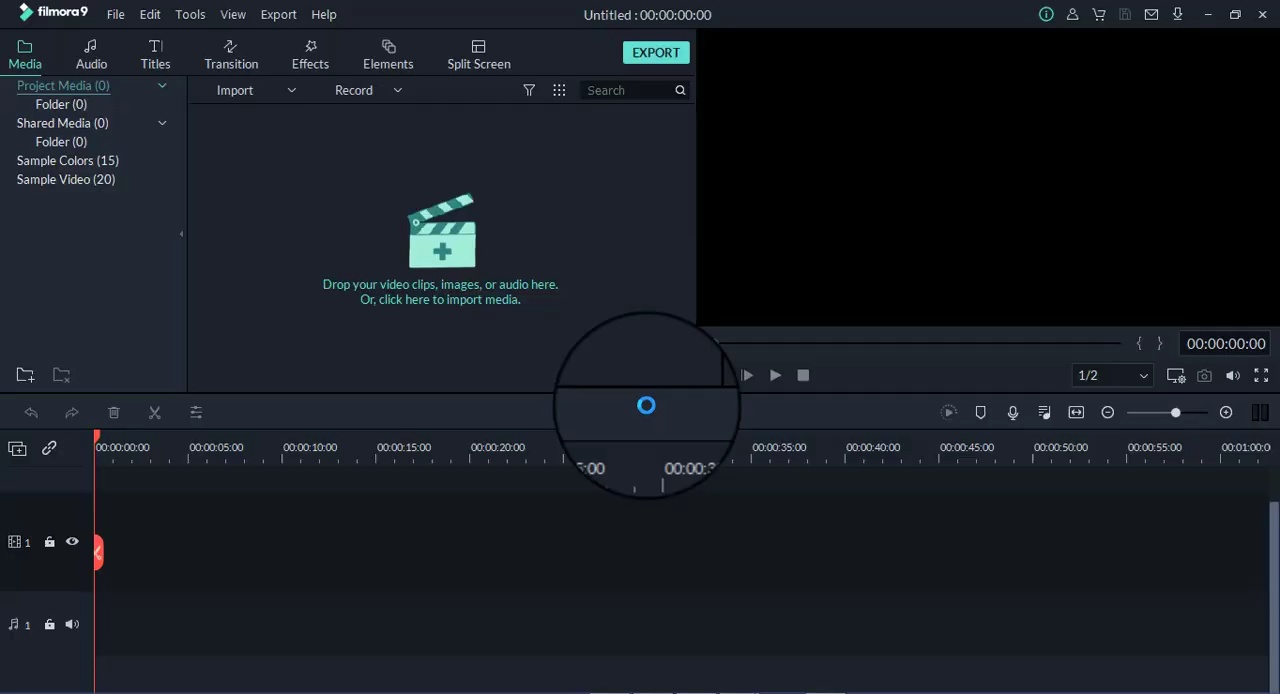 filmora9 File Edit Tools View Export Help Untitled : 00:00:00:00
Media Audio Titles Transition Effects Elements Split Screen EXPORT
Project Media (0)
Folder (0)
Shared Media (0)
Folder (0)
Sample Colors (15)
Sample Video (20)
Import Record Search
Drop your video clips, images, or audio here.
Or, click here to import media.
{ } 00:00:00:00
1/2
00:00:00:00 00:00:05:00 00:00:10:00 00:00:15:00 00:00:20:00 5:00 00:00:3 00:00:35:00 00:00:40:00 00:00:45:00 00:00:50:00 00:00:55:00 00:01:00:0
1
1